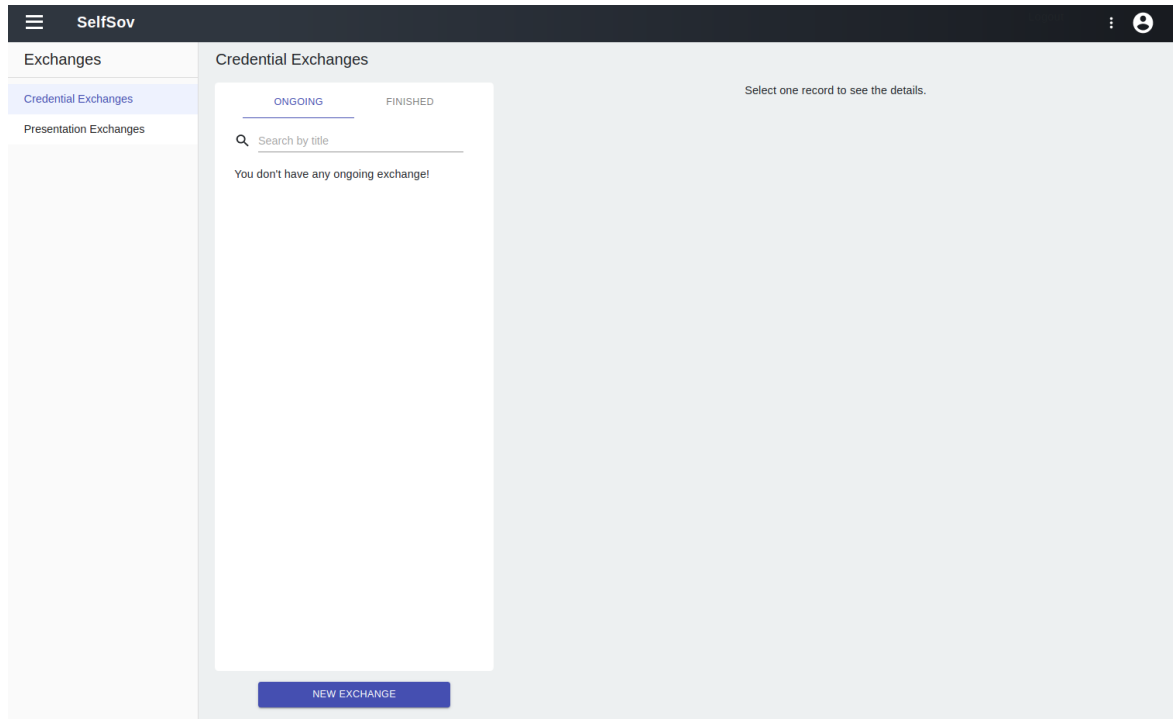 SelfSov
Exchanges
Credential Exchanges
Presentation Exchanges
Credential Exchanges
ONGOING
FINISHED
Search by title
You don't have any ongoing exchange!
NEW EXCHANGE
Select one record to see the details.